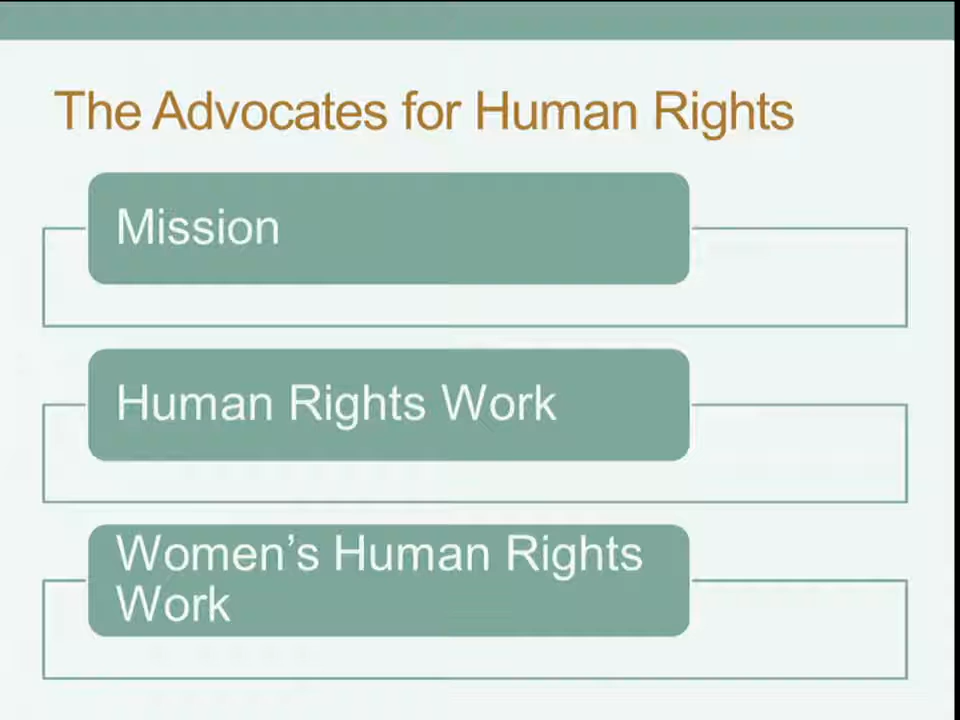 The Advocates for Human Rights
Mission
Human Rights Work
Women’s Human Rights
Work